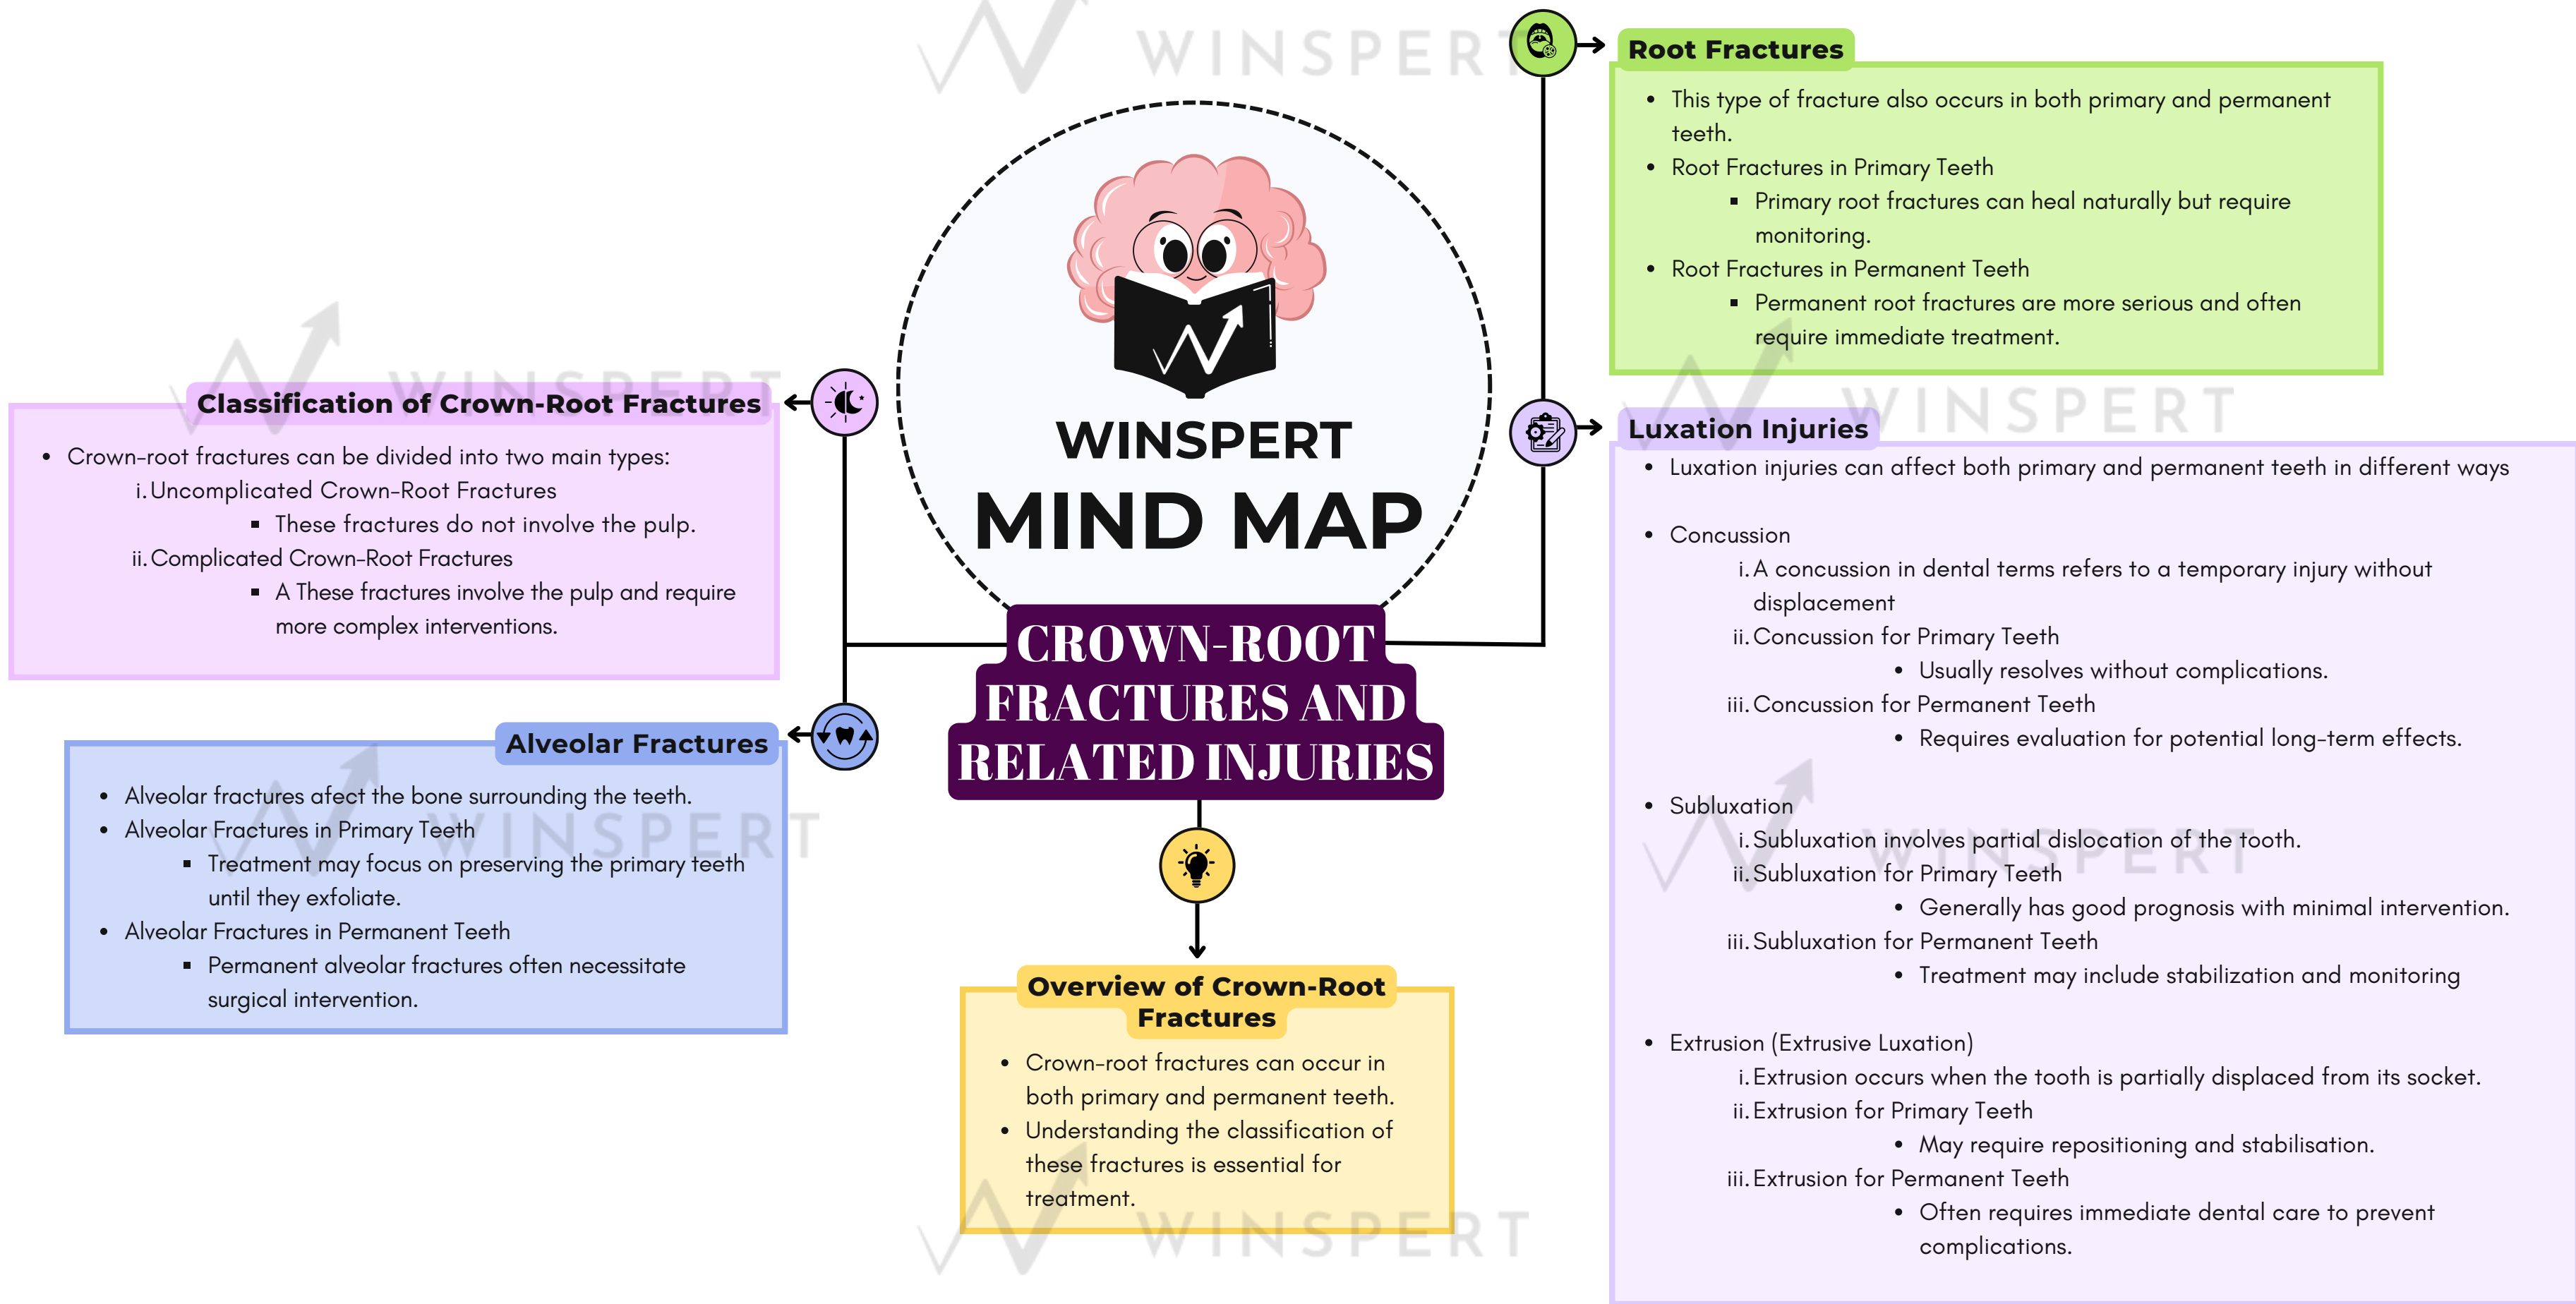 WINSPERT
WINSPERT
MIND MAP
CROWN-ROOT
FRACTURES AND
RELATED INJURIES
Classification of Crown-Root Fractures
• Crown-root fractures can be divided into two main types:
i. Uncomplicated Crown-Root Fractures
▪ These fractures do not involve the pulp.
ii. Complicated Crown-Root Fractures
▪ A These fractures involve the pulp and require
more complex interventions.
WINSPERT
Alveolar Fractures
• Alveolar fractures afect the bone surrounding the teeth.
• Alveolar Fractures in Primary Teeth
▪ Treatment may focus on preserving the primary teeth
until they exfoliate.
• Alveolar Fractures in Permanent Teeth
▪ Permanent alveolar fractures often necessitate
surgical intervention.
WINSPERT
Overview of Crown-Root
Fractures
• Crown-root fractures can occur in
both primary and permanent teeth.
• Understanding the classification of
these fractures is essential for
treatment.
WINSPERT
Root Fractures
• This type of fracture also occurs in both primary and permanent
teeth.
• Root Fractures in Primary Teeth
▪ Primary root fractures can heal naturally but require
monitoring.
• Root Fractures in Permanent Teeth
▪ Permanent root fractures are more serious and often
require immediate treatment.
WINSPERT
Luxation Injuries
• Luxation injuries can affect both primary and permanent teeth in different ways
• Concussion
i. A concussion in dental terms refers to a temporary injury without
displacement
ii. Concussion for Primary Teeth
• Usually resolves without complications.
iii. Concussion for Permanent Teeth
• Requires evaluation for potential long-term effects.
• Subluxation
i. Subluxation involves partial dislocation of the tooth.
ii. Subluxation for Primary Teeth
• Generally has good prognosis with minimal intervention.
iii. Subluxation for Permanent Teeth
• Treatment may include stabilization and monitoring
WINSPERT
• Extrusion (Extrusive Luxation)
i. Extrusion occurs when the tooth is partially displaced from its socket.
ii. Extrusion for Primary Teeth
• May require repositioning and stabilisation.
iii. Extrusion for Permanent Teeth
• Often requires immediate dental care to prevent
complications.